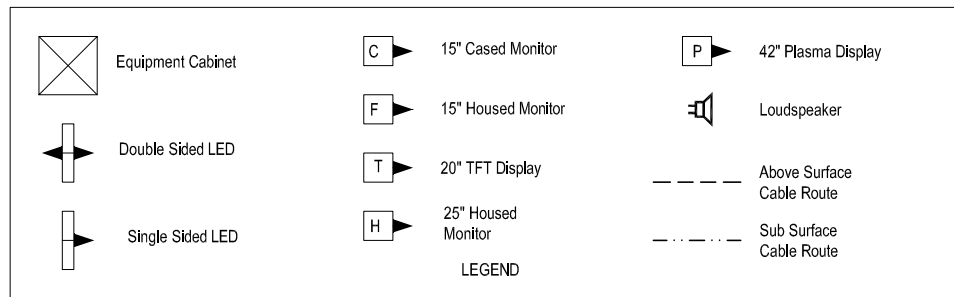 Equipment Cabinet
Double Sided LED
Single Sided LED
C
15" Cased Monitor
F
15" Housed Monitor
T
20" TFT Display
H
25" Housed
Monitor
P
42" Plasma Display
Loudspeaker
Above Surface
Cable Route
Sub Surface
Cable Route
LEGEND